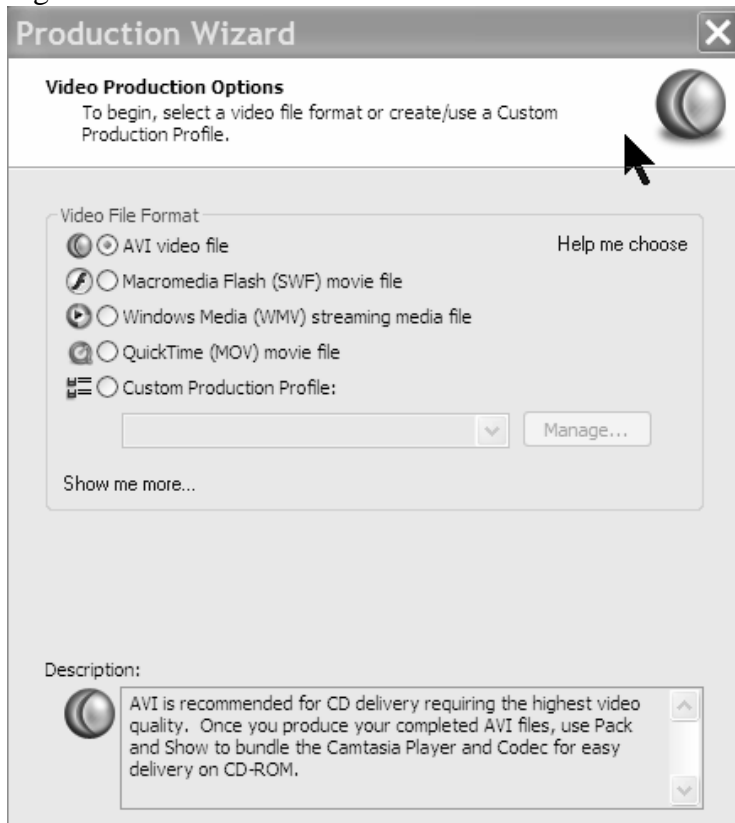 Production Wizard
Video Production Options
To begin, select a video file format or create/use a Custom
Production Profile.
Video File Format
AVI video file
Help me choose
Macromedia Flash (SWF) movie file
Windows Media (WMV) streaming media file
QuickTime (MOV) movie file
Custom Production Profile:
Manage...
Show me more...
Description:
AVI is recommended for CD delivery requiring the highest video
quality. Once you produce your completed AVI files, use Pack
and Show to bundle the Camtasia Player and Codec for easy
delivery on CD-ROM.